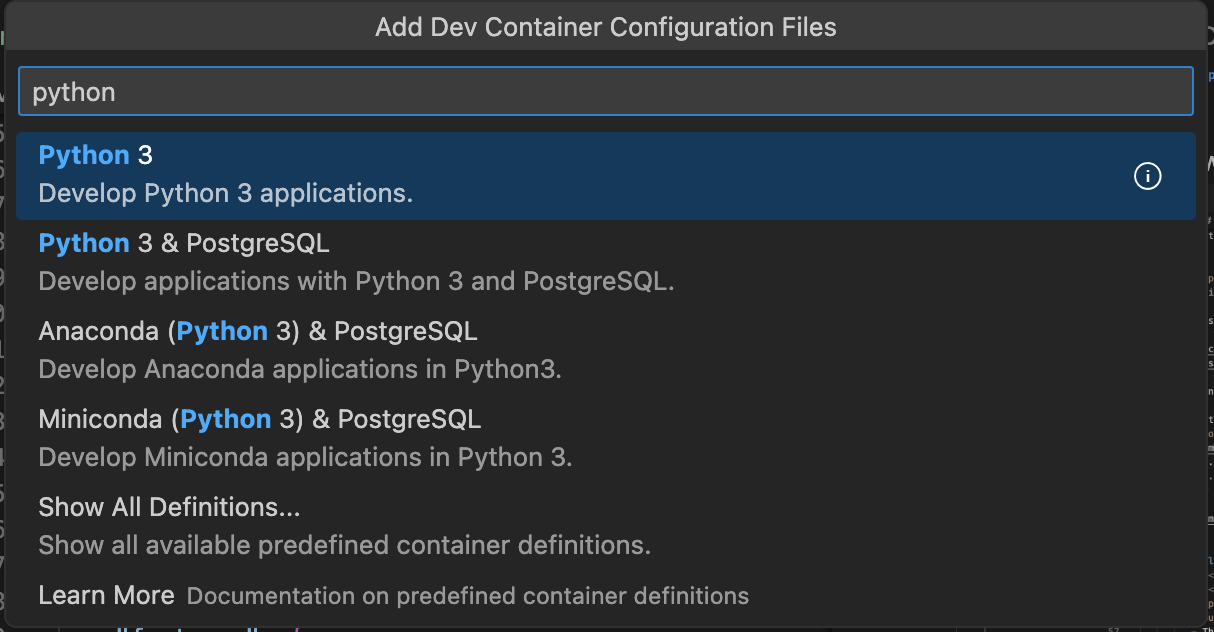 Add Dev Container Configuration Files
python
Python 3
Develop Python 3 applications.
Python 3 & PostgreSQL
Develop applications with Python 3 and PostgreSQL.
Anaconda (Python 3) & PostgreSQL
Develop Anaconda applications in Python3.
Miniconda (Python 3) & PostgreSQL
Develop Miniconda applications in Python 3.
Show All Definitions...
Show all available predefined container definitions.
Learn More Documentation on predefined container definitions